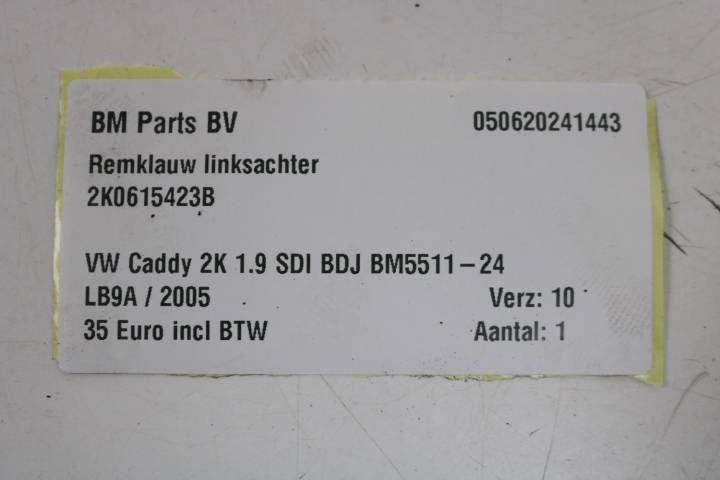 BM Parts BV 050620241443
Remklauw linksachter
2K0615423B
VW Caddy 2K 1.9 SDI BDJ BM5511-24
LB9A / 2005 Verz: 10
35 Euro incl BTW Aantal: 1